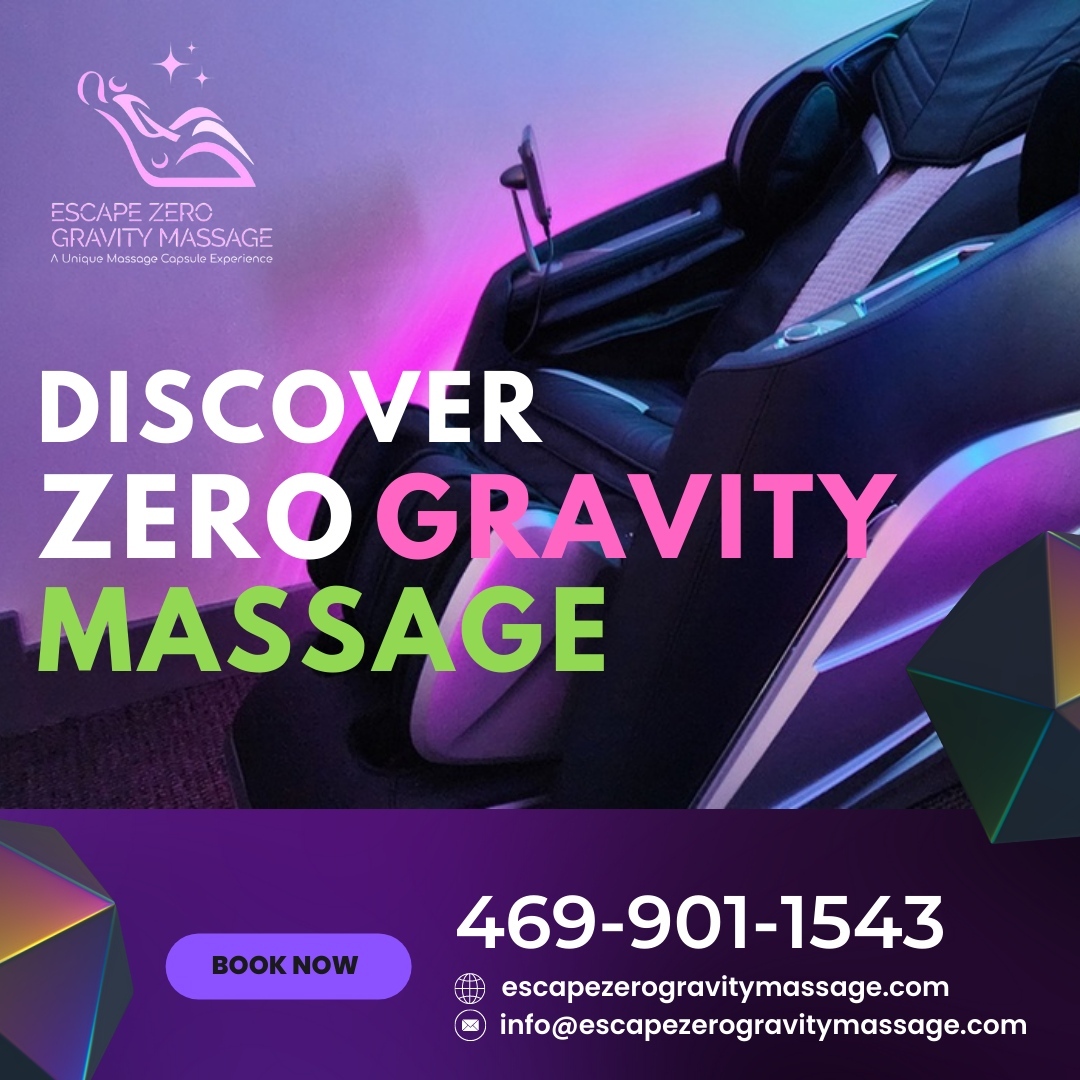 ESCAPE ZERO
GRAVITY MASSAGE
A Unique Massage Capsule Experience
DISCOVER
ZERO GRAVITY
MASSAGE
469-901-1543
BOOK NOW
escapezerogravitymassage.com
info@escapezerogravitymassage.com